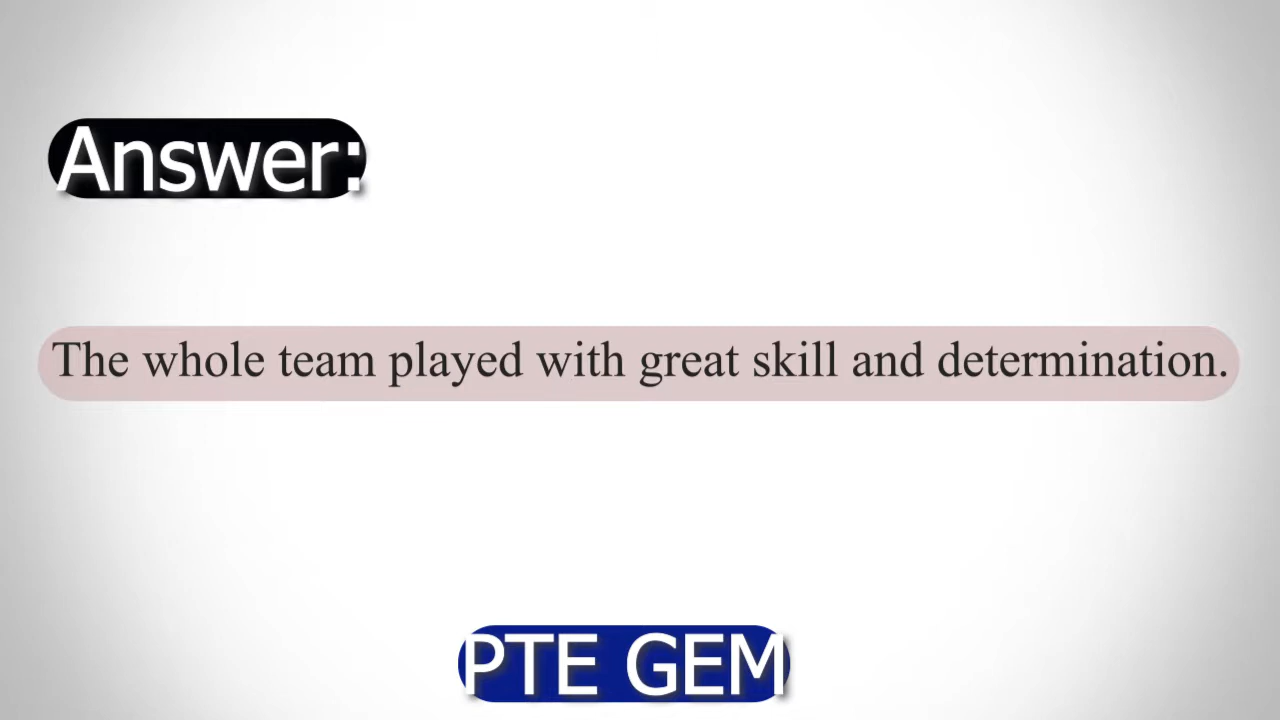 Answer:
The whole team played with great skill and determination.
PTE GEM